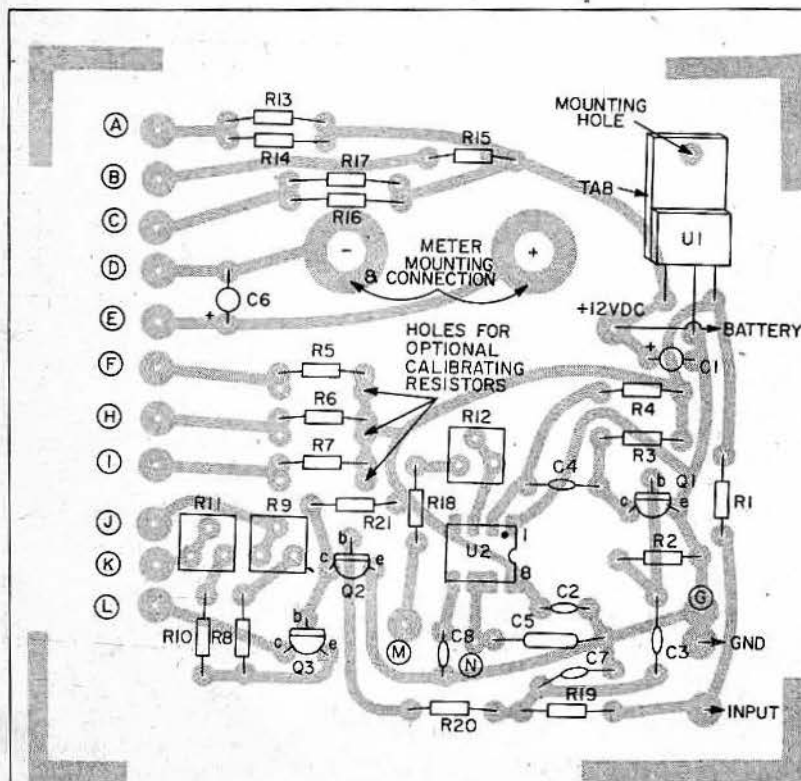 R13
A
MOUNTING
HOLE
R14
R15
B
R17
TAB
R16
C
U1
D
-
METER
MOUNTING
& CONNECTION
+
C6
+
E
+12VDC
BATTERY
HOLES FOR
OPTIONAL
CALIBRATING
RESISTORS
+
C1
F
R5
R4
H
R6
R12
R3
I
R7
C4
Q1
b
c
e
R1
R18
R11
R9
R21
J
b
1
U2
R2
K
c
e
8
Q2
L
C2
G
R10
R8
b
C5
M
C8
N
C3
GND
c
e
Q3
C7
R20
R19
INPUT